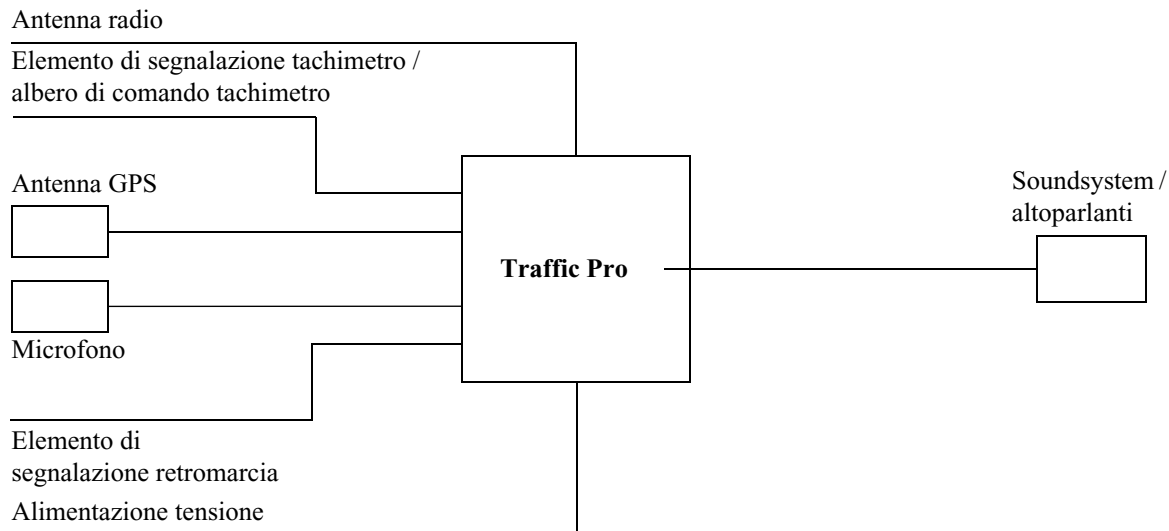 Antenna radio
Elemento di segnalazione tachimetro /
albero di comando tachimetro
Antenna GPS
Soundsystem /
altoparlanti
Traffic Pro
Microfono
Elemento di
segnalazione retromarcia
Alimentazione tensione